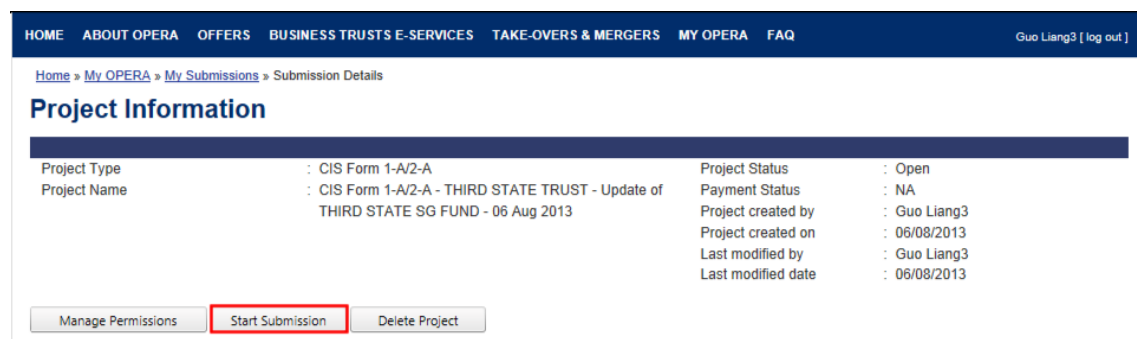 HOME ABOUT OPERA OFFERS BUSINESS TRUSTS E-SERVICES TAKE-OVERS & MERGERS MY OPERA FAQ Guo Liang3 [ log out ]
Home » My OPERA » My Submissions » Submission Details
Project Information
Project Type : CIS Form 1-A/2-A Project Status : Open
Project Name : CIS Form 1-A/2-A - THIRD STATE TRUST - Update of Payment Status : NA
THIRD STATE SG FUND - 06 Aug 2013 Project created by : Guo Liang3
Project created on : 06/08/2013
Last modified by : Guo Liang3
Last modified date : 06/08/2013
Manage Permissions Start Submission Delete Project